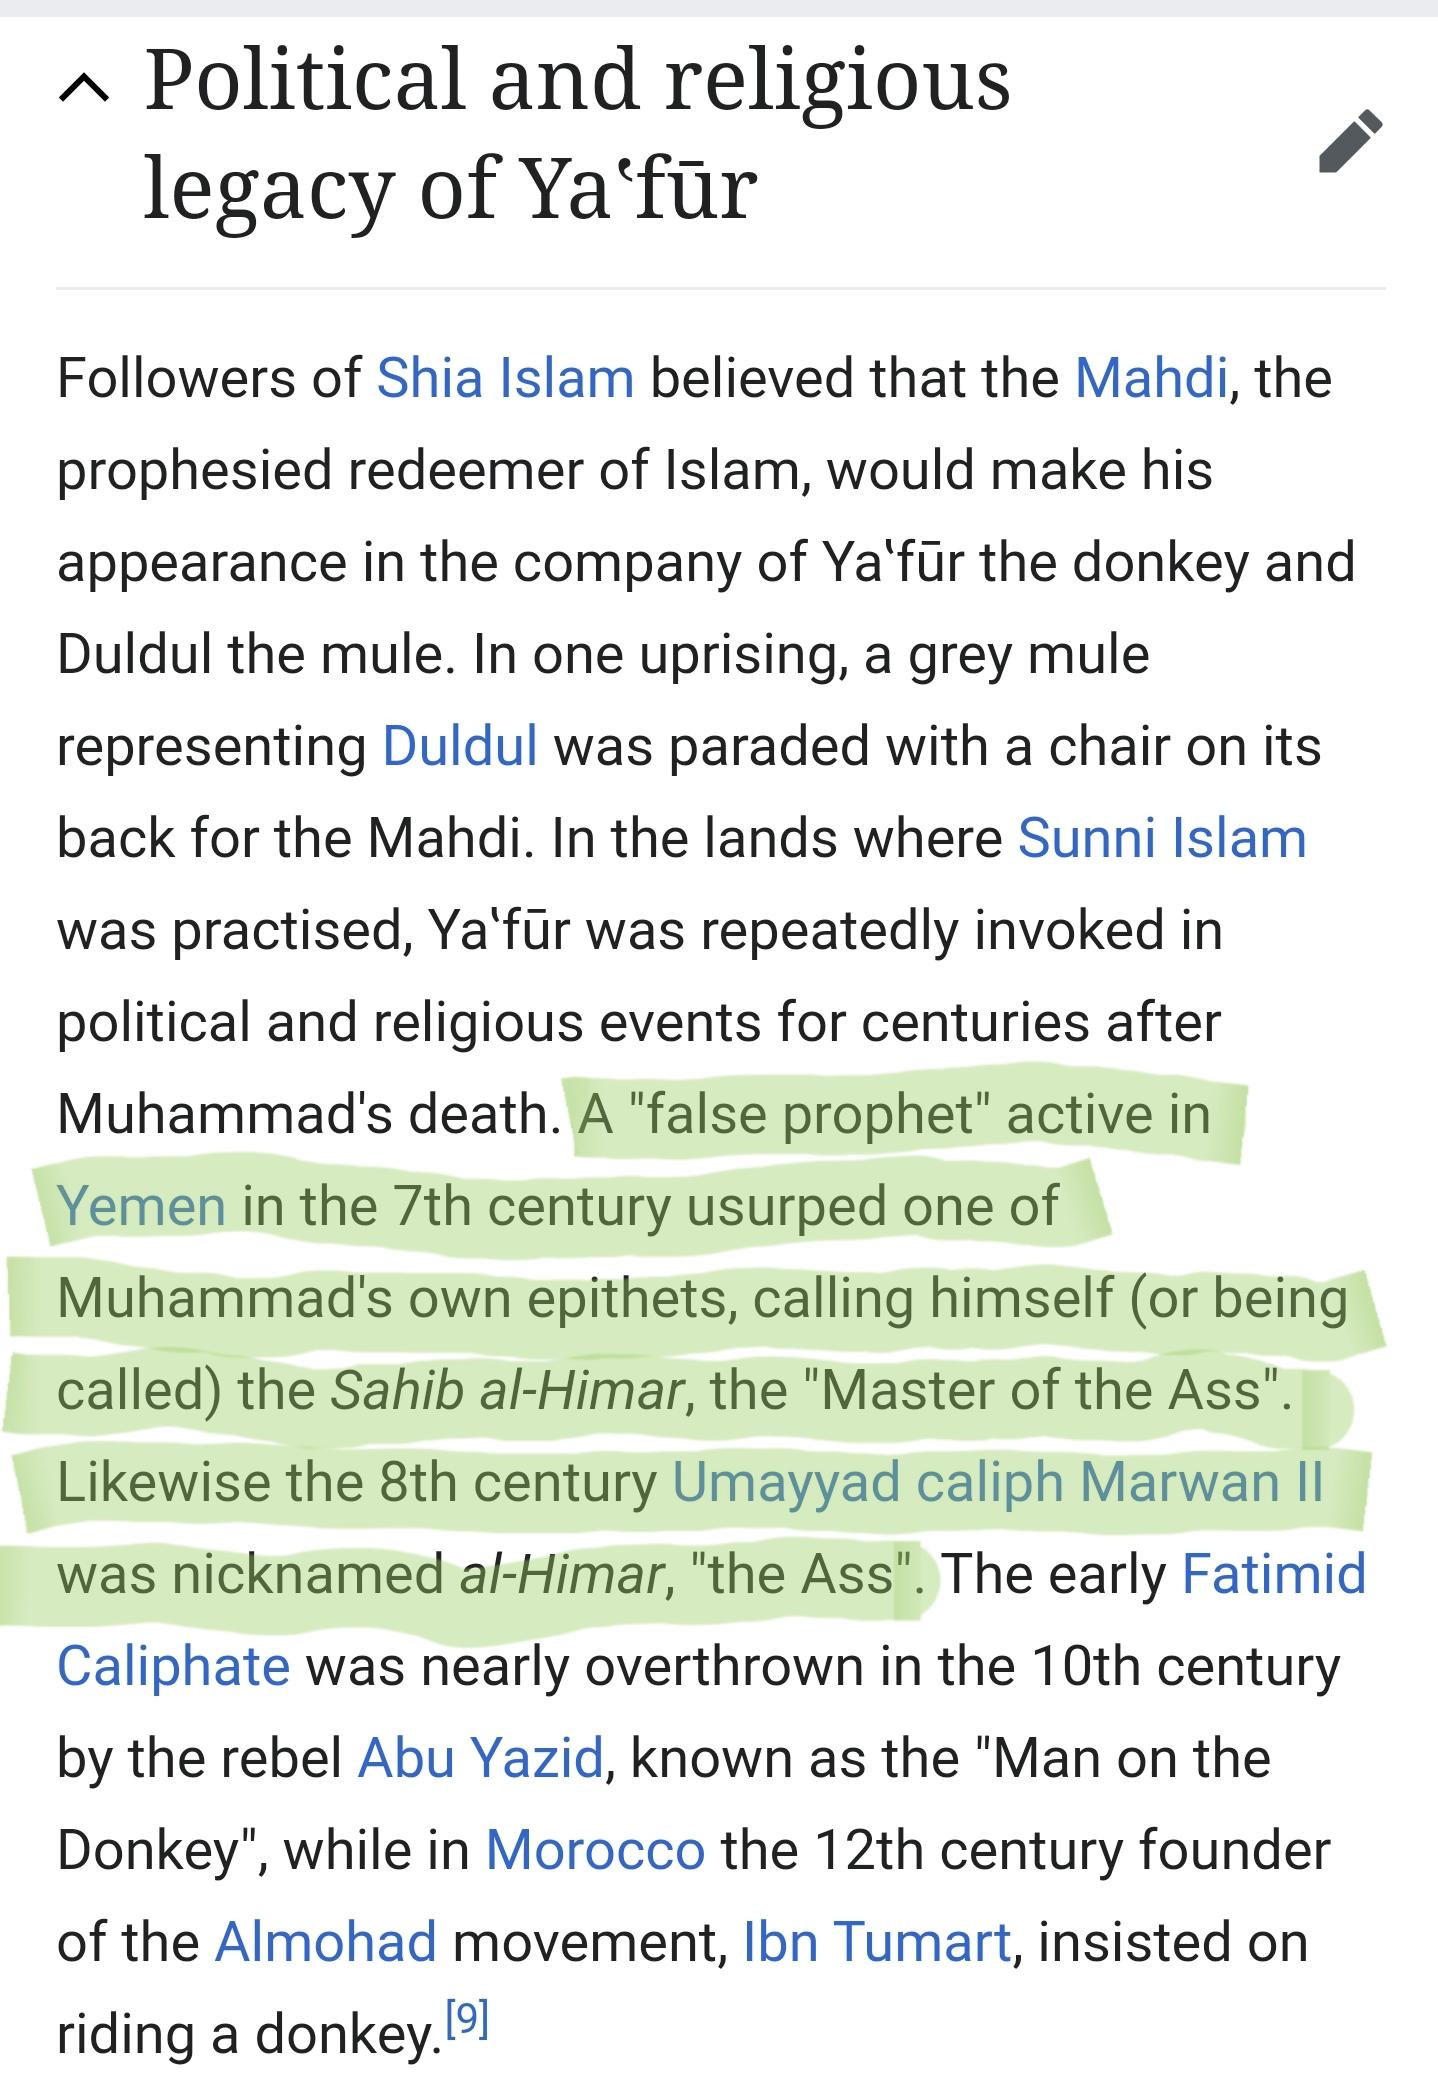 Political and religious
legacy of Yaʽfūr
Followers of Shia Islam believed that the Mahdi, the
prophesied redeemer of Islam, would make his
appearance in the company of Yaʽfūr the donkey and
Duldul the mule. In one uprising, a grey mule
representing Duldul was paraded with a chair on its
back for the Mahdi. In the lands where Sunni Islam
was practised, Yaʽfūr was repeatedly invoked in
political and religious events for centuries after
Muhammad's death. A "false prophet" active in
Yemen in the 7th century usurped one of
Muhammad's own epithets, calling himself (or being
called) the Sahib al-Himar, the "Master of the Ass".
Likewise the 8th century Umayyad caliph Marwan II
was nicknamed al-Himar, "the Ass". The early Fatimid
Caliphate was nearly overthrown in the 10th century
by the rebel Abu Yazid, known as the "Man on the
Donkey", while in Morocco the 12th century founder
of the Almohad movement, Ibn Tumart, insisted on
riding a donkey.[9]